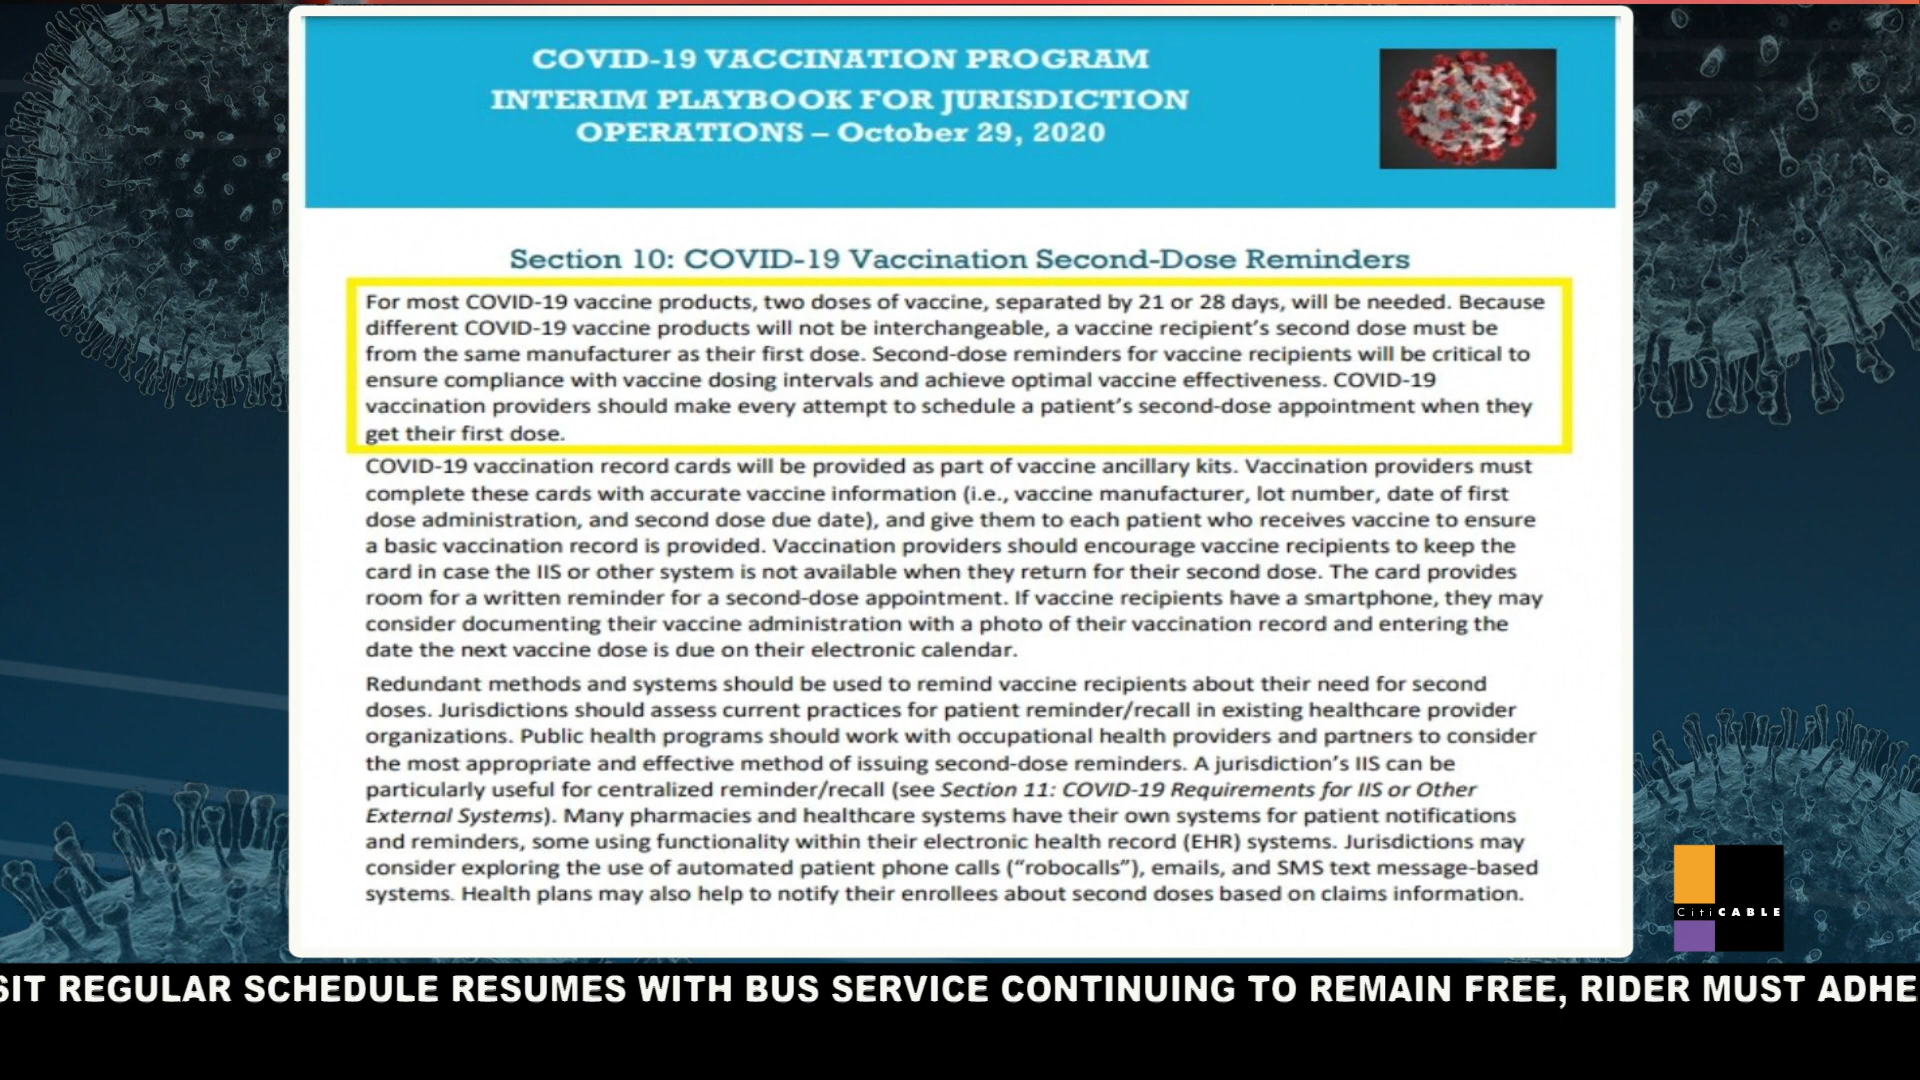 COVID-19 VACCINATION PROGRAM
INTERIM PLAYBOOK FOR JURISDICTION
OPERATIONS – October 29, 2020
Section 10: COVID-19 Vaccination Second-Dose Reminders
For most COVID-19 vaccine products, two doses of vaccine, separated by 21 or 28 days, will be needed. Because
different COVID-19 vaccine products will not be interchangeable, a vaccine recipient’s second dose must be
from the same manufacturer as their first dose. Second-dose reminders for vaccine recipients will be critical to
ensure compliance with vaccine dosing intervals and achieve optimal vaccine effectiveness. COVID-19
vaccination providers should make every attempt to schedule a patient’s second-dose appointment when they
get their first dose.
COVID-19 vaccination record cards will be provided as part of vaccine ancillary kits. Vaccination providers must
complete these cards with accurate vaccine information (i.e., vaccine manufacturer, lot number, date of first
dose administration, and second dose due date), and give them to each patient who receives vaccine to ensure
a basic vaccination record is provided. Vaccination providers should encourage vaccine recipients to keep the
card in case the IIS or other system is not available when they return for their second dose. The card provides
room for a written reminder for a second-dose appointment. If vaccine recipients have a smartphone, they may
consider documenting their vaccine administration with a photo of their vaccination record and entering the
date the next vaccine dose is due on their electronic calendar.
Redundant methods and systems should be used to remind vaccine recipients about their need for second
doses. Jurisdictions should assess current practices for patient reminder/recall in existing healthcare provider
organizations. Public health programs should work with occupational health providers and partners to consider
the most appropriate and effective method of issuing second-dose reminders. A jurisdiction’s IIS can be
particularly useful for centralized reminder/recall (see Section 11: COVID-19 Requirements for IIS or Other
External Systems). Many pharmacies and healthcare systems have their own systems for patient notifications
and reminders, some using functionality within their electronic health record (EHR) systems. Jurisdictions may
consider exploring the use of automated patient phone calls (“robocalls”), emails, and SMS text message-based
systems. Health plans may also help to notify their enrollees about second doses based on claims information.
CitiCABLE
SIT REGULAR SCHEDULE RESUMES WITH BUS SERVICE CONTINUING TO REMAIN FREE, RIDER MUST ADHE